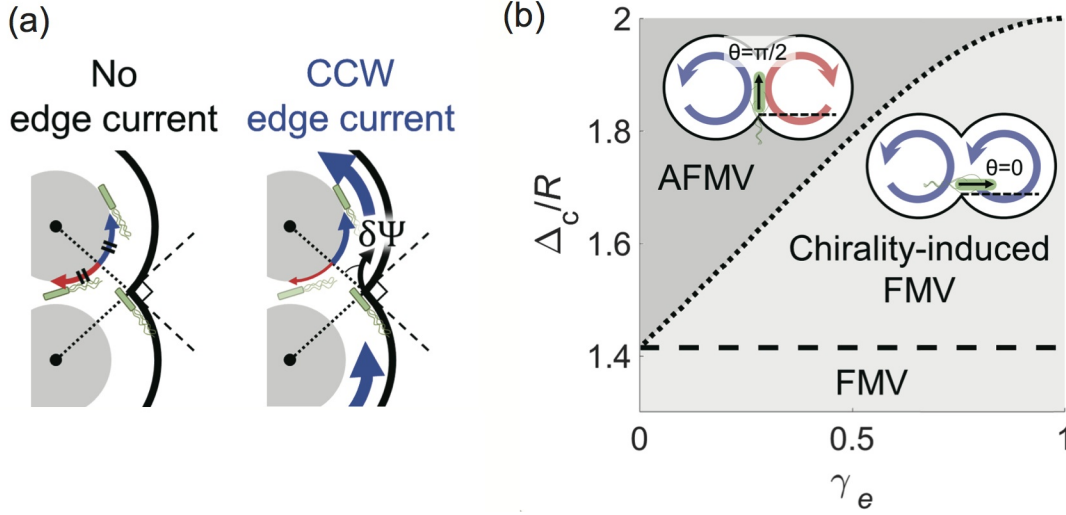 (a)
No
edge current
CCW
edge current
δΨ
(b)
Δc/R
2
1.8
1.6
1.4
θ=π/2
AFMV
θ=0
Chirality-induced
FMV
FMV
0
0.5
1
γe